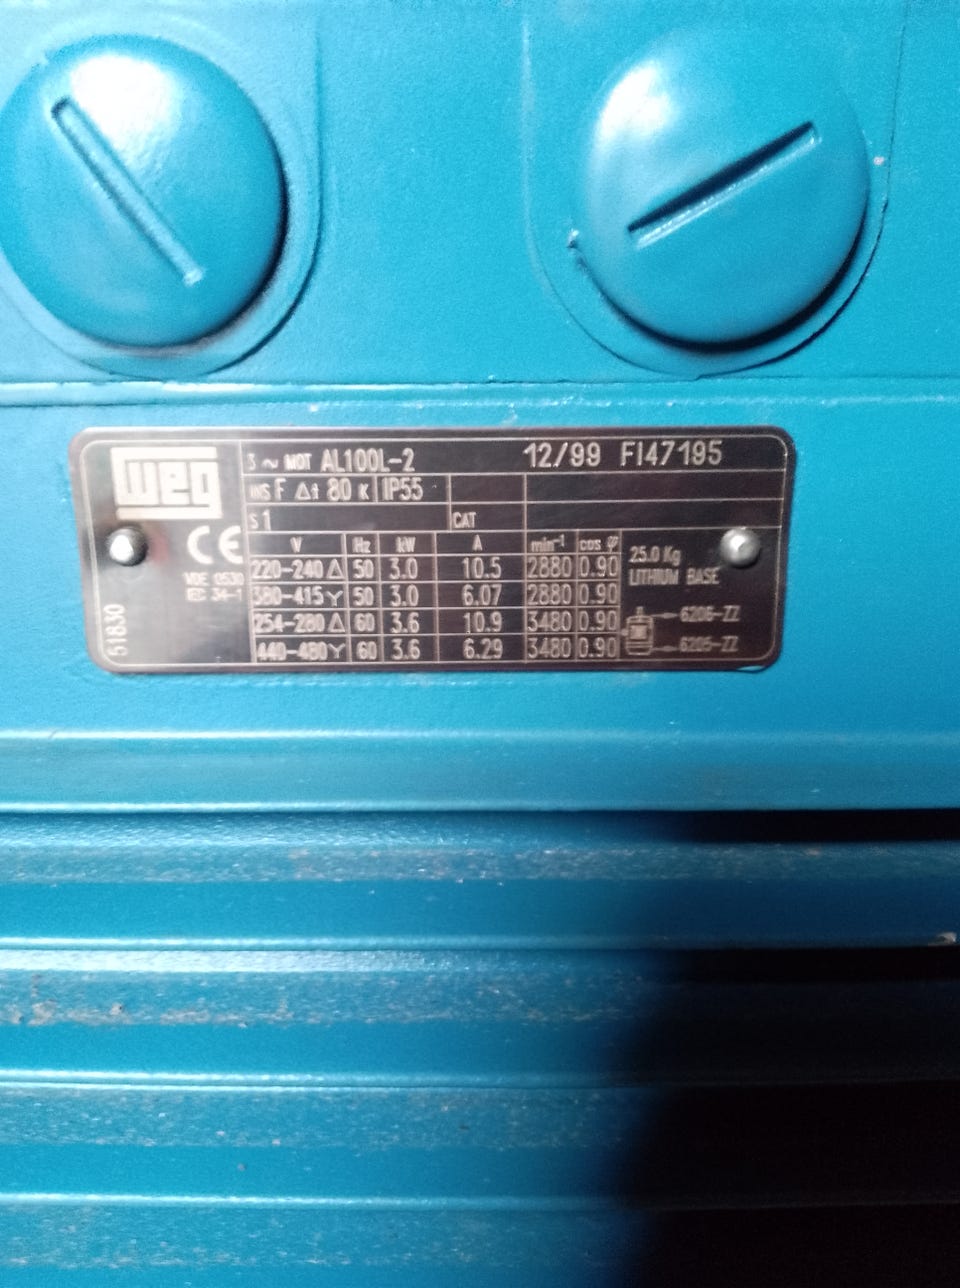 weg
3 ~ MOT AL100L-2 12/99 FI47195
INS F Δt 80 K IP55
S1 CAT
CE
VDE 0530
IEC 34-1
51830
V Hz kW A min⁻¹ cos φ
220-240 Δ 50 3.0 10.5 2880 0.90
380-415 Y 50 3.0 6.07 2880 0.90
254-280 Δ 60 3.6 10.9 3480 0.90
440-480 Y 60 3.6 6.29 3480 0.90
25.0 Kg
LITHIUM BASE
6206-ZZ
6205-ZZ